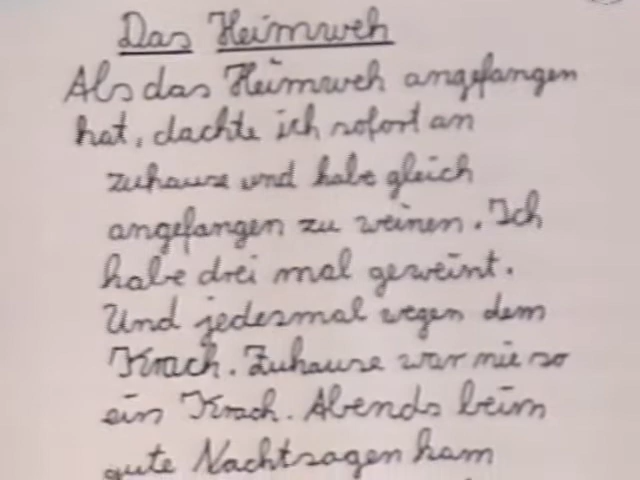 Das Heimweh
Als das Heimweh angefangen
hat, dachte ich sofort an
zuhause und habe gleich
angefangen zu weinen. Ich
habe drei mal geweint.
Und jedesmal wegen dem
Krach. Zuhause war nie so
ein Krach. Abends beim
gute Nachtsagen kam